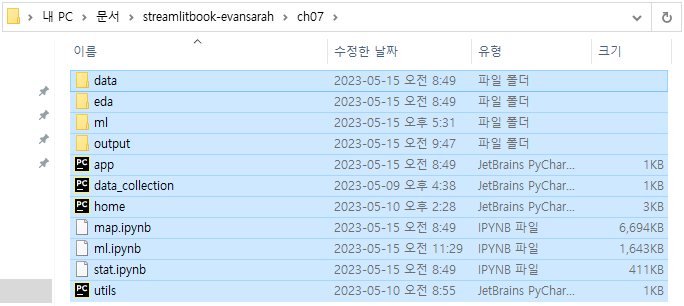 내 PC > 문서 > streamlitbook-evansarah > ch07 >
이름 수정한 날짜 유형 크기
data 2023-05-15 오전 8:49 파일 폴더
eda 2023-05-15 오전 8:49 파일 폴더
ml 2023-05-15 오후 5:31 파일 폴더
output 2023-05-15 오전 9:47 파일 폴더
PC app 2023-05-15 오전 8:49 JetBrains PyChar... 1KB
PC data_collection 2023-05-09 오후 4:38 JetBrains PyChar... 1KB
PC home 2023-05-10 오후 2:28 JetBrains PyChar... 3KB
map.ipynb 2023-05-15 오전 8:49 IPYNB 파일 6,694KB
ml.ipynb 2023-05-15 오전 11:29 IPYNB 파일 1,643KB
stat.ipynb 2023-05-15 오전 8:49 IPYNB 파일 411KB
PC utils 2023-05-10 오전 8:55 JetBrains PyChar... 1KB